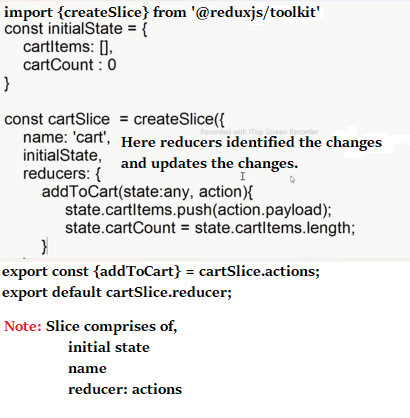 import {createSlice} from '@reduxjs/toolkit'
const initialState = {
cartItems: [],
cartCount : 0
}
const cartSlice = createSlice({
Recorded with iTop Screen Recorder
name: 'cart', Here reducers identified the changes
initialState, and updates the changes.
reducers: {
addToCart(state:any, action){
state.cartItems.push(action.payload);
state.cartCount = state.cartItems.length;
}
export const {addToCart} = cartSlice.actions;
export default cartSlice.reducer;
Note: Slice comprises of,
initial state
name
reducer: actions